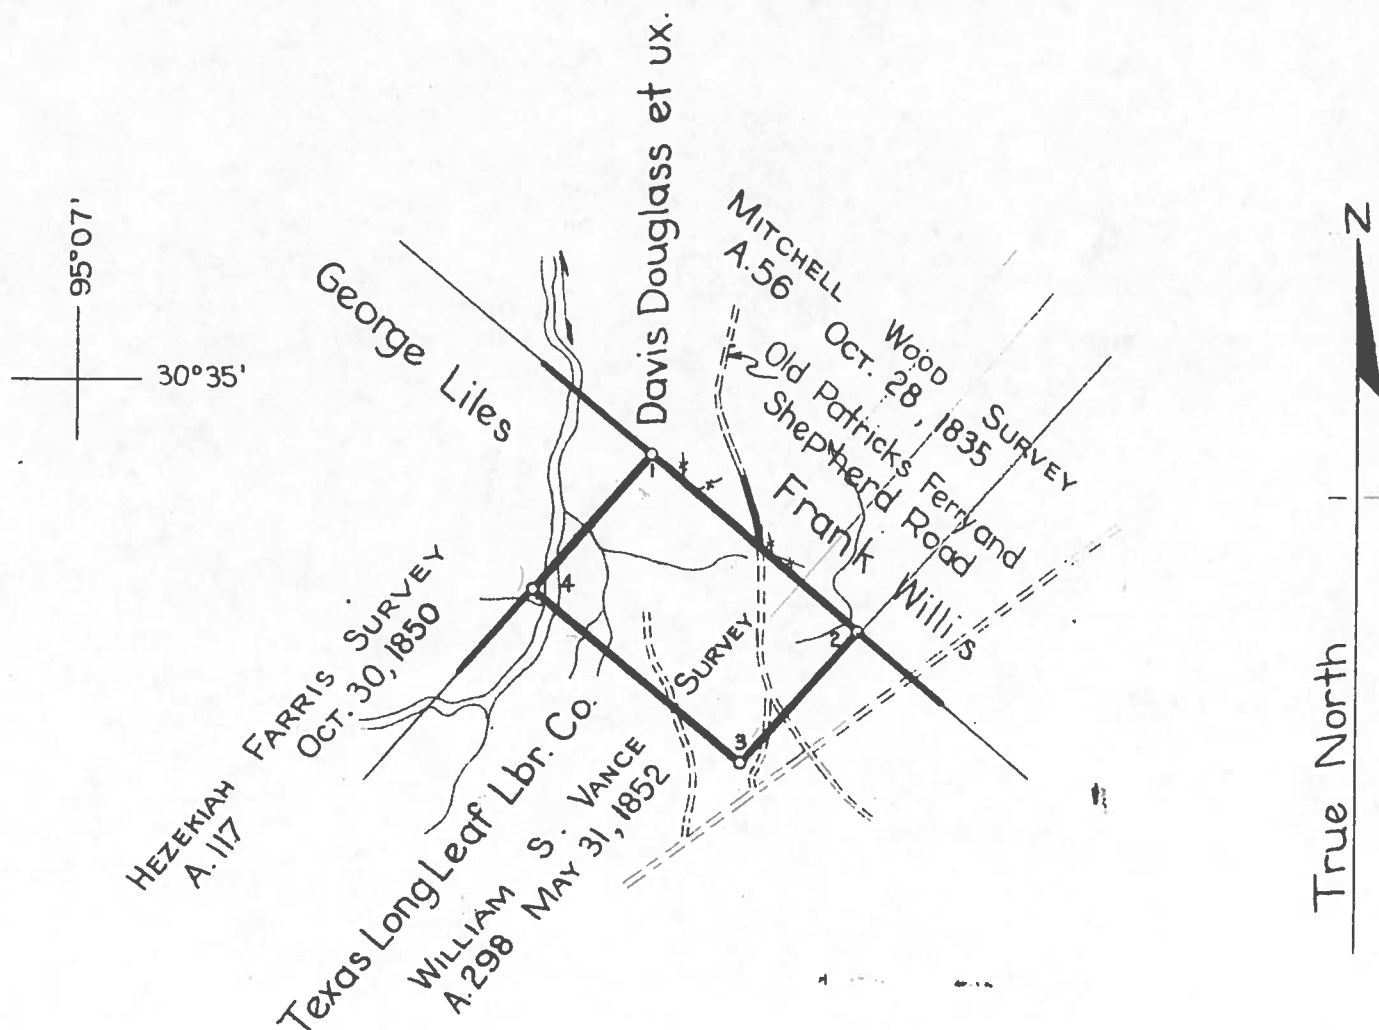 95°07'
30°35'
Davis Douglass et ux.
George Liles
MITCHELL WOOD SURVEY
A.56 OCT. 28, 1835
Old Patricks Ferry and
Shepherd Road
Frank Willis
1
2
3
4
HEZEKIAH FARRIS SURVEY
A.117 OCT. 30, 1850
Texas Long Leaf Lbr. Co.
WILLIAM S. VANCE SURVEY
A.298 MAY 31, 1852
True North
N